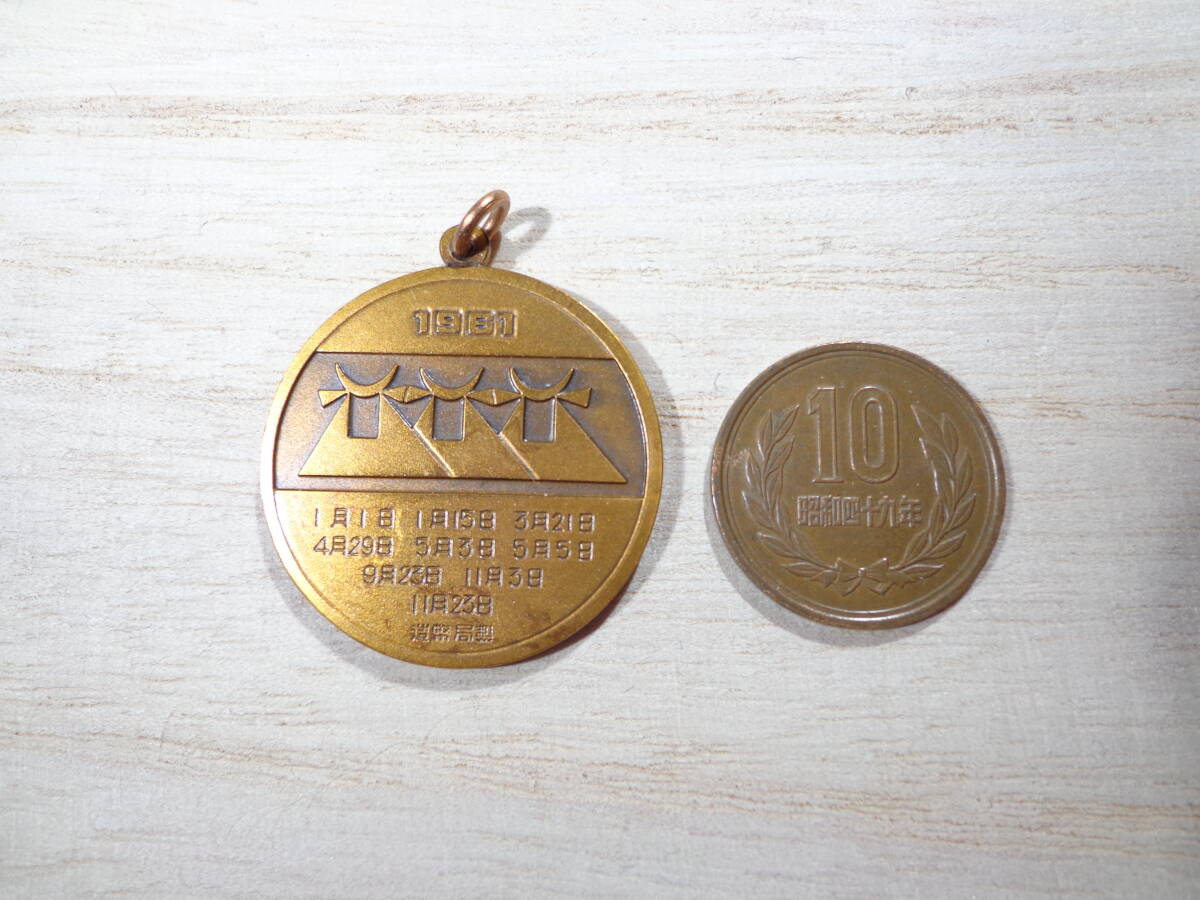 1961
1月1日 1月15日 3月21日
4月29日 5月3日 5月5日
9月23日 11月3日
11月23日
造幣局製
10
昭和四十九年